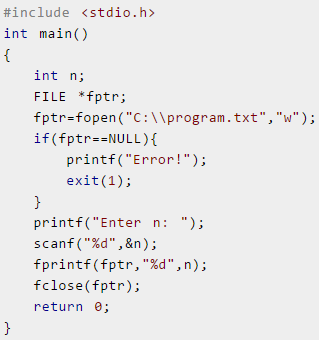 #include <stdio.h>
int main()
{
    int n;
    FILE *fptr;
    fptr=fopen("C:\\program.txt","w");
    if(fptr==NULL){
        printf("Error!");
        exit(1);
    }
    printf("Enter n: ");
    scanf("%d",&n);
    fprintf(fptr,"%d",n);
    fclose(fptr);
    return 0;
}